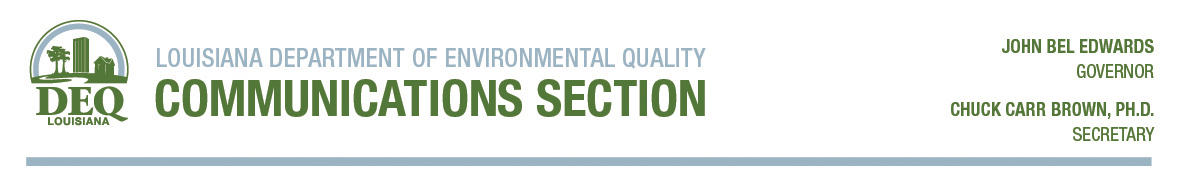 DEQ
LOUISIANA
LOUISIANA DEPARTMENT OF ENVIRONMENTAL QUALITY
COMMUNICATIONS SECTION
JOHN BEL EDWARDS
GOVERNOR
CHUCK CARR BROWN, PH.D.
SECRETARY